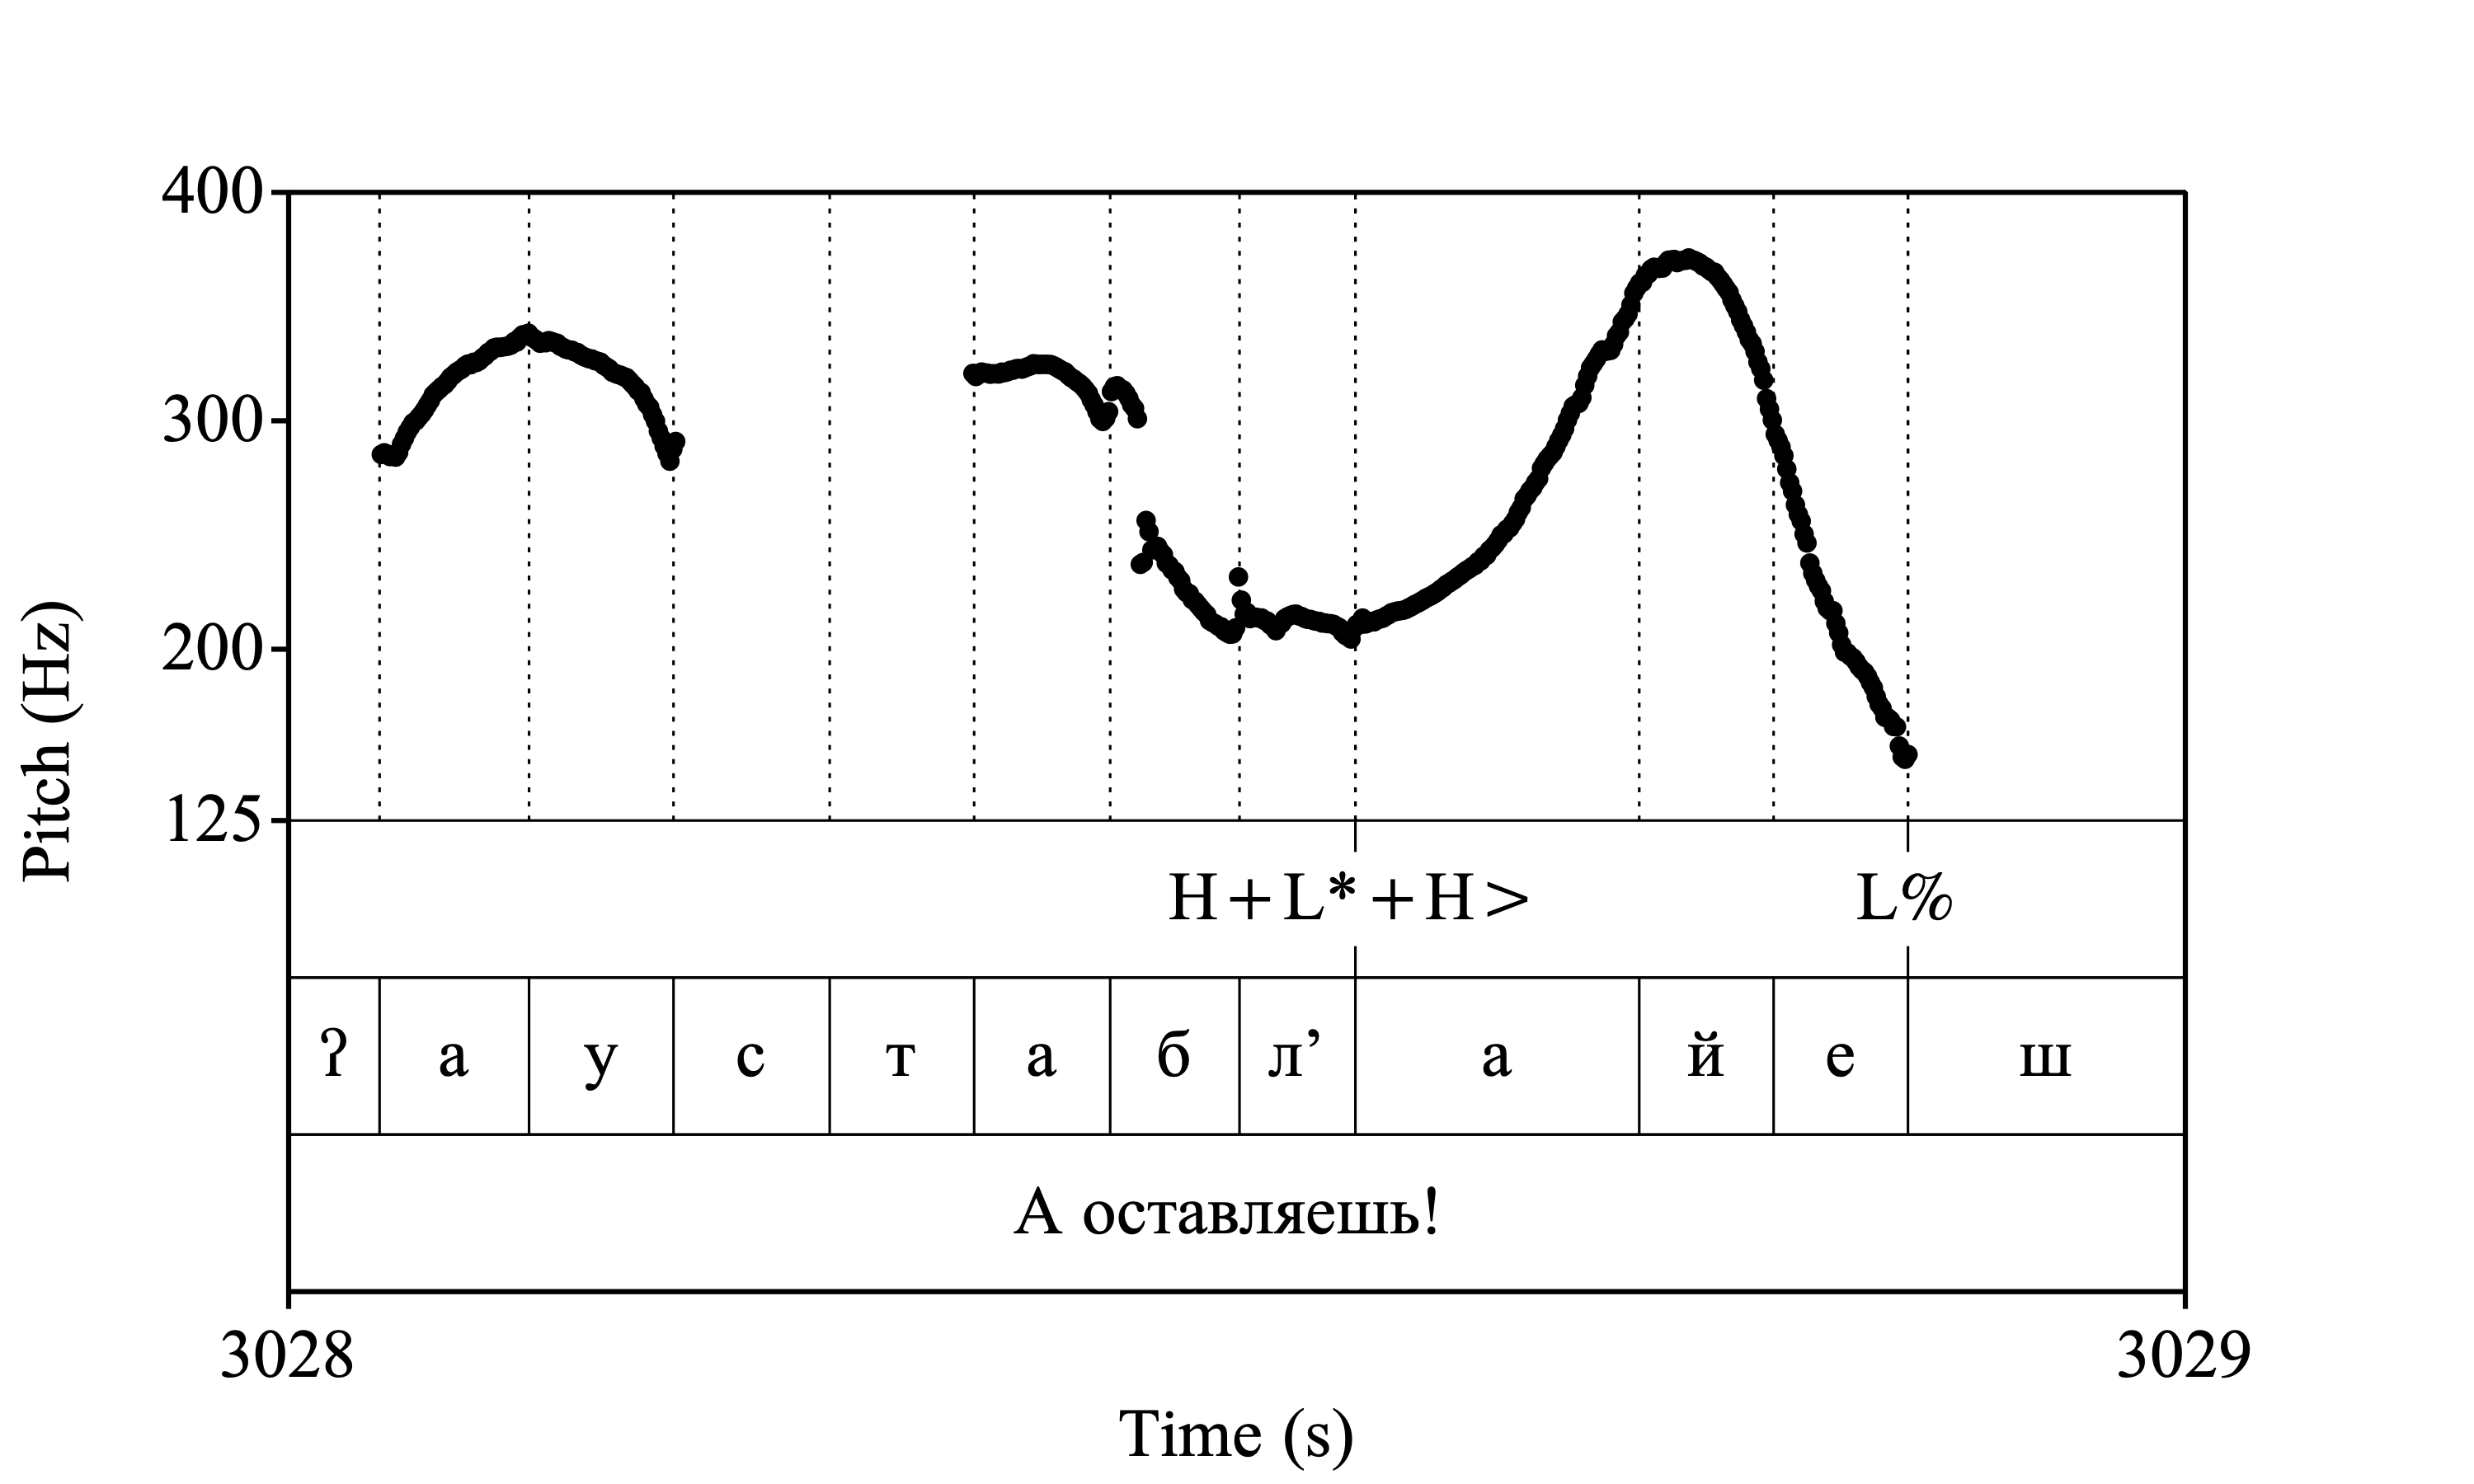 400
300
200
125
Pitch (Hz)
H+L*+H> L%
ʔ а у с т а б л’ а й е ш
А оставляешь!
3028 3029
Time (s)